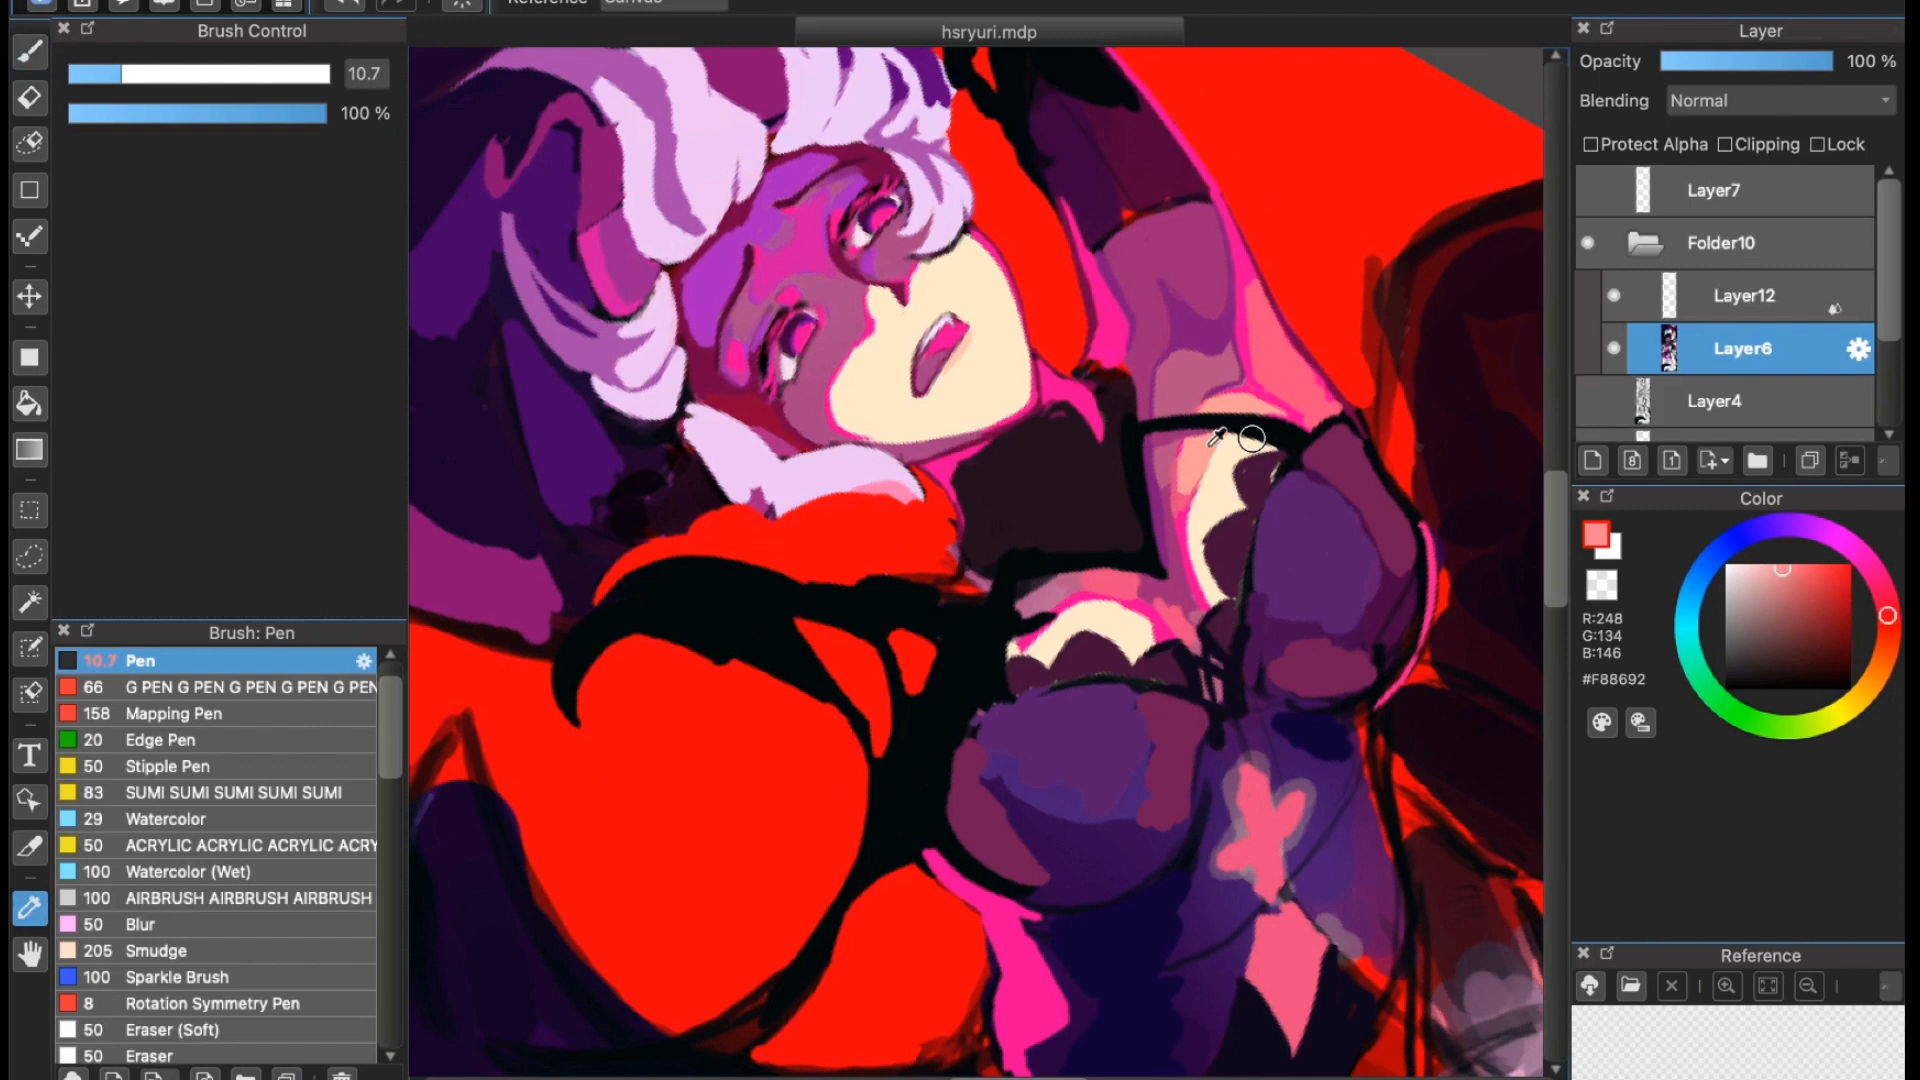 Reference
Brush Control
10.7
100 %
hsryuri.mdp
Layer
Opacity
100 %
Blending
Normal
Protect Alpha
Clipping
Lock
Layer7
Folder10
Layer12
Layer6
Layer4
8
1
Color
R:248
G:134
B:146
#F88692
Reference
Brush: Pen
10.7 Pen
66 G PEN G PEN G PEN G PEN G PEN
158 Mapping Pen
20 Edge Pen
50 Stipple Pen
83 SUMI SUMI SUMI SUMI SUMI
29 Watercolor
50 ACRYLIC ACRYLIC ACRYLIC ACRY
100 Watercolor (Wet)
100 AIRBRUSH AIRBRUSH AIRBRUSH
50 Blur
205 Smudge
100 Sparkle Brush
8 Rotation Symmetry Pen
50 Eraser (Soft)
50 Eraser
T